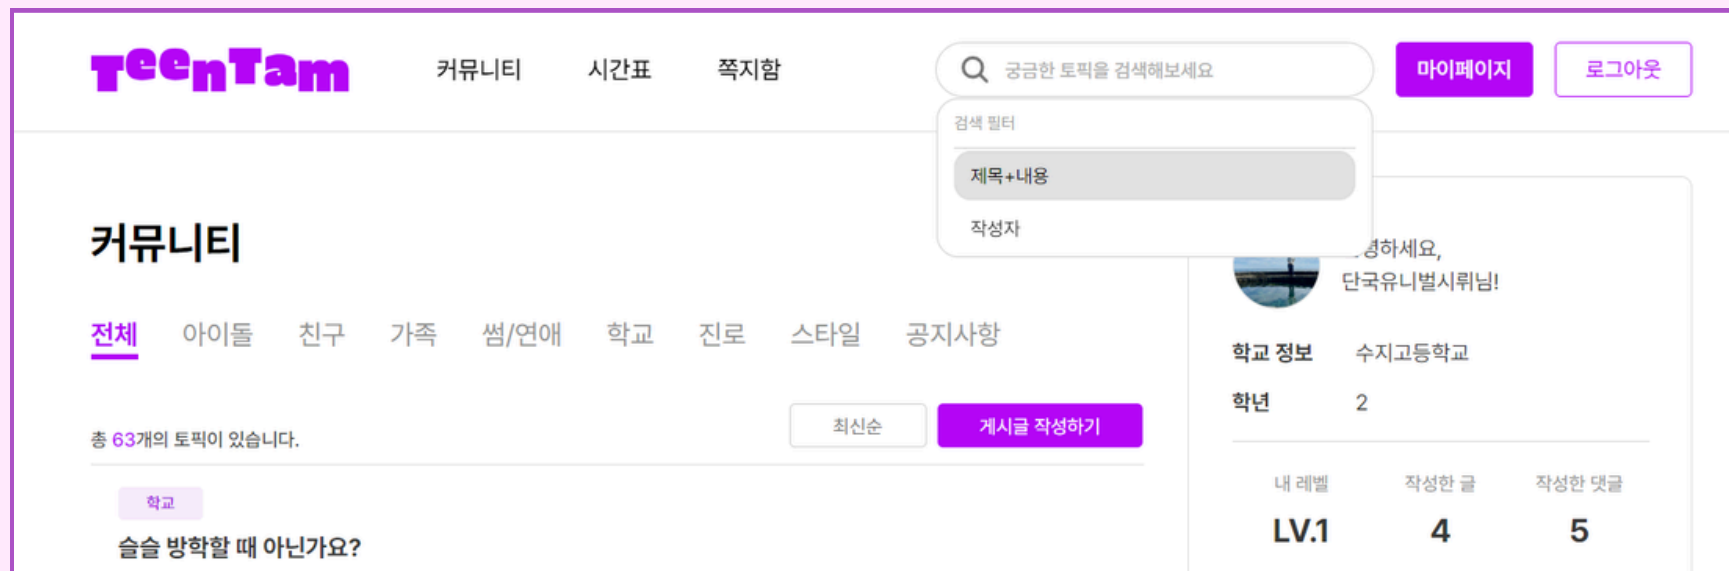 TeenTam
커뮤니티
시간표
쪽지함
궁금한 토픽을 검색해보세요
마이페이지
로그아웃
검색 필터
제목+내용
작성자
커뮤니티
전체
아이돌
친구
가족
썸/연애
학교
진로
스타일
공지사항
총 63개의 토픽이 있습니다.
최신순
게시글 작성하기
학교
슬슬 방학할 때 아닌가요?
하세요,
단국유니벌시뤼님!
학교 정보
수지고등학교
학년
2
내 레벨
작성한 글
작성한 댓글
LV.1
4
5